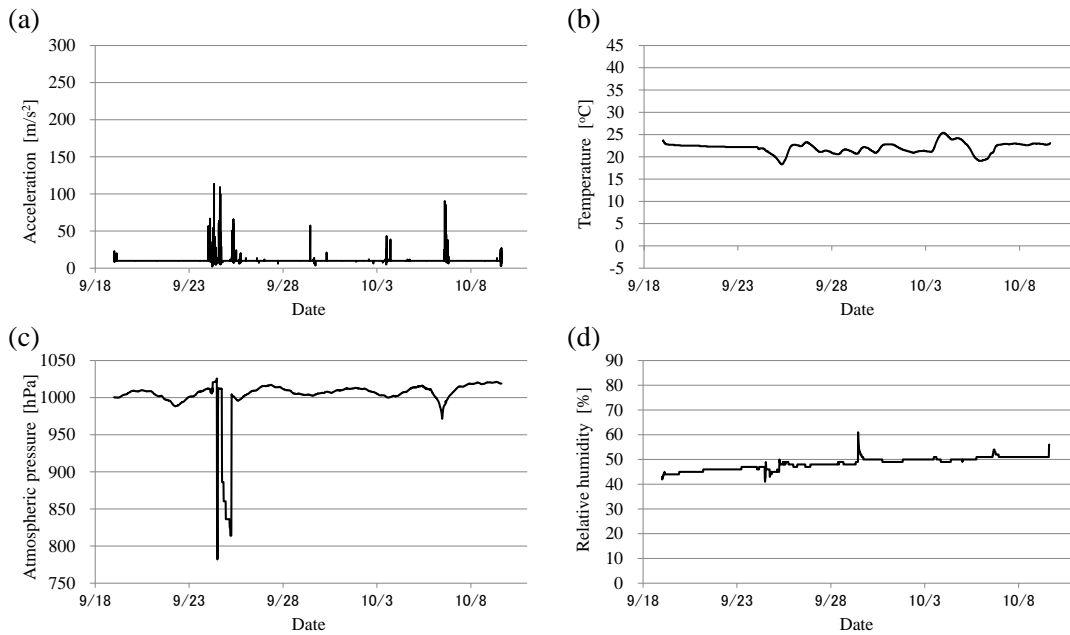 (a)
300
250
200
150
100
50
0
Acceleration [m/s²]
9/18 9/23 9/28 10/3 10/8
Date
(b)
45
40
35
30
25
20
15
10
5
0
-5
Temperature [°C]
9/18 9/23 9/28 10/3 10/8
Date
(c)
1050
1000
950
900
850
800
750
Atmospheric pressure [hPa]
9/18 9/23 9/28 10/3 10/8
Date
(d)
90
80
70
60
50
40
30
20
10
0
Relative humidity [%]
9/18 9/23 9/28 10/3 10/8
Date